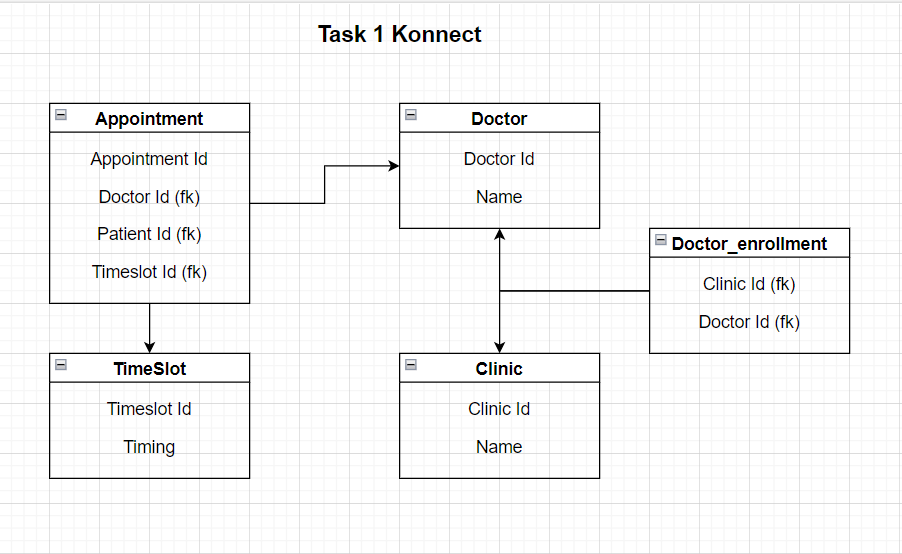 Task 1 Konnect
Appointment
Appointment Id
Doctor Id (fk)
Patient Id (fk)
Timeslot Id (fk)
Doctor
Doctor Id
Name
Doctor_enrollment
Clinic Id (fk)
Doctor Id (fk)
TimeSlot
Timeslot Id
Timing
Clinic
Clinic Id
Name